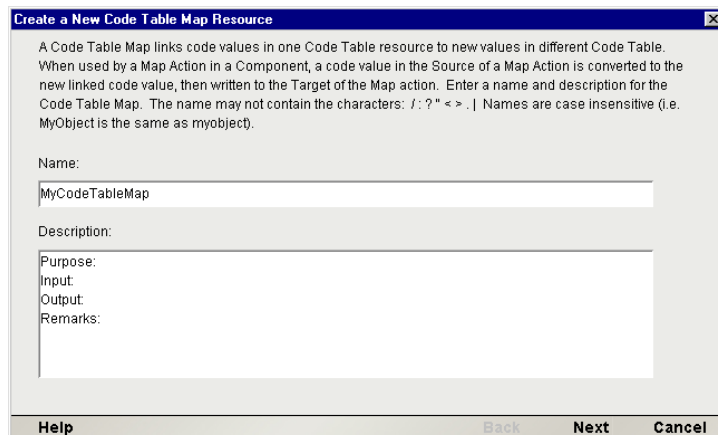 Create a New Code Table Map Resource
A Code Table Map links code values in one Code Table resource to new values in different Code Table.
When used by a Map Action in a Component, a code value in the Source of a Map Action is converted to the
new linked code value, then written to the Target of the Map action. Enter a name and description for the
Code Table Map. The name may not contain the characters: / : ? " < > . | Names are case insensitive (i.e.
MyObject is the same as myobject).
Name:
MyCodeTableMap
Description:
Purpose:
Input:
Output:
Remarks:
Help Back Next Cancel